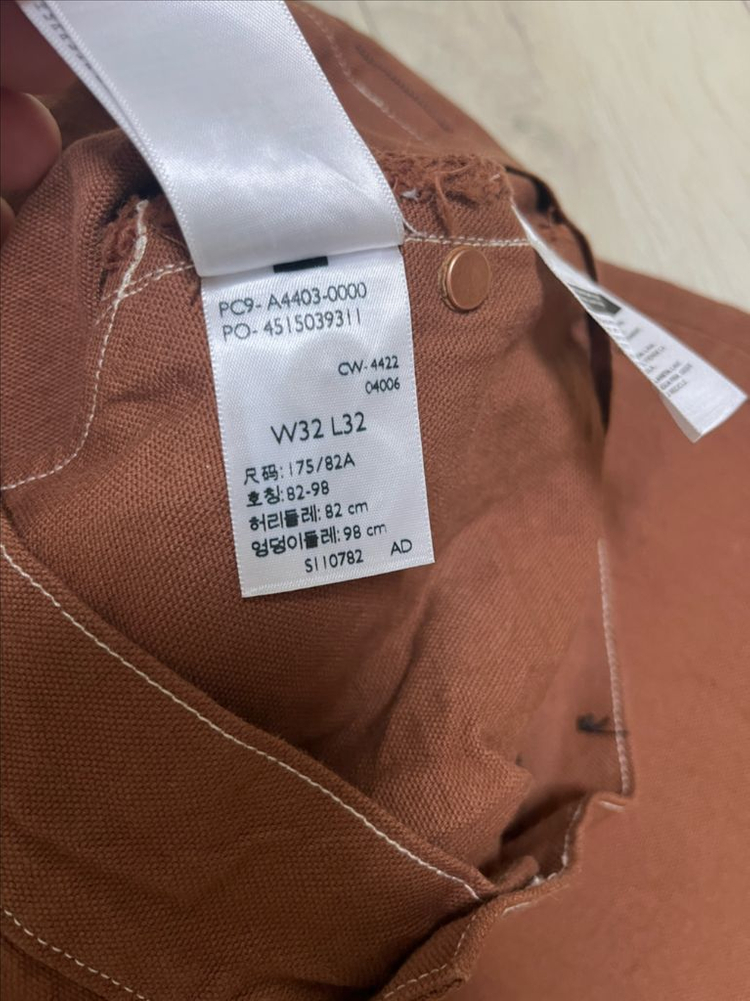 PC9- A4403-0000
PO- 4515039311
CW- 4422
04006
W32 L32
尺码: 175/82A
호칭: 82-98
허리둘레: 82 cm
엉덩이둘레: 98 cm
S110782 AD